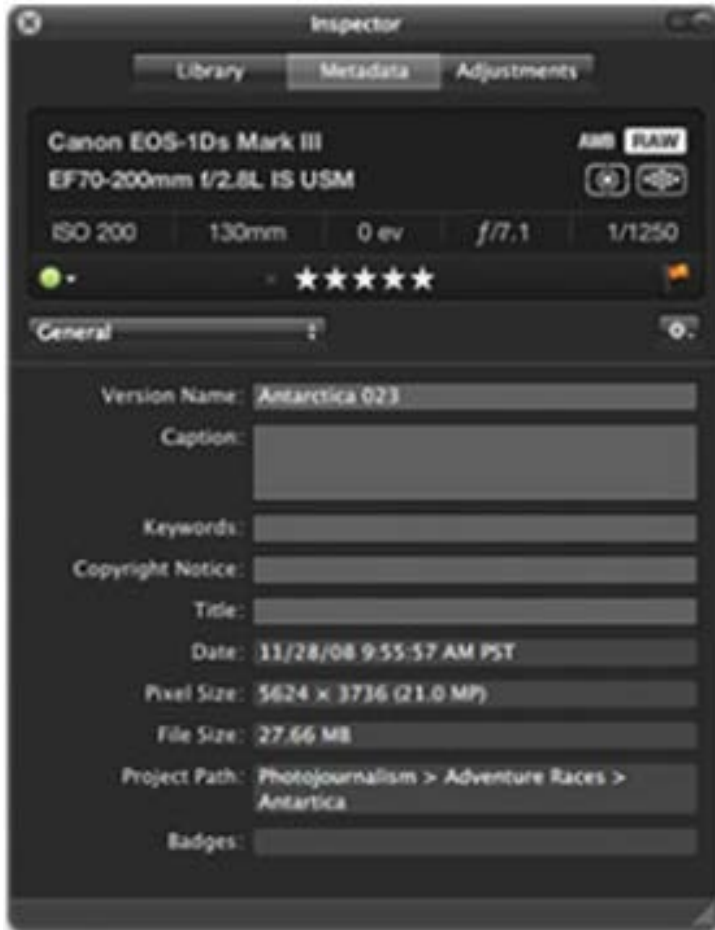 Inspector
Library Metadata Adjustments
Canon EOS-1Ds Mark III AWB RAW
EF70-200mm f/2.8L IS USM
ISO 200 130mm 0 ev ƒ/7.1 1/1250
General
Version Name: Antarctica 023
Caption:
Keywords:
Copyright Notice:
Title:
Date: 11/28/08 9:55:57 AM PST
Pixel Size: 5624 × 3736 (21.0 MP)
File Size: 27.66 MB
Project Path: Photojournalism > Adventure Races >
Antartica
Badges: